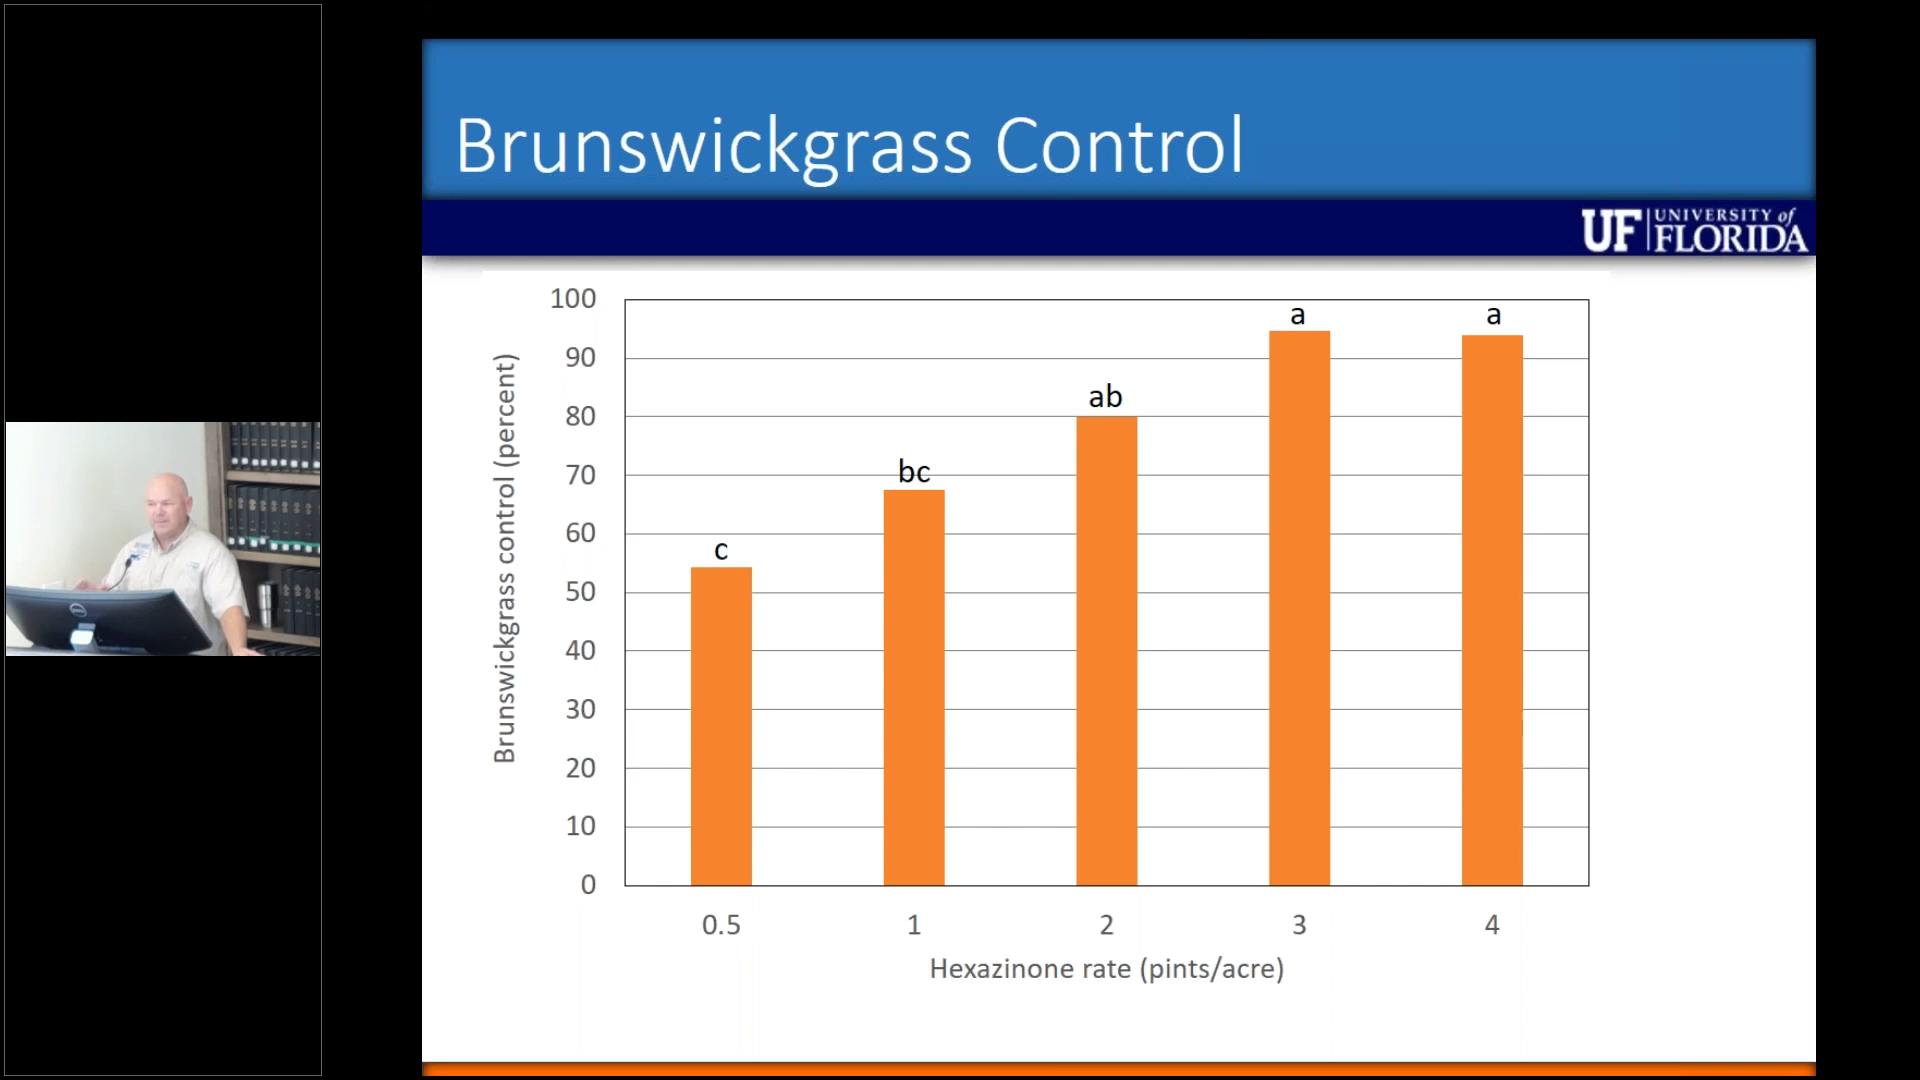 Brunswickgrass Control
UF UNIVERSITY of
FLORIDA
100
90
80
70
60
50
40
30
20
10
0
Brunswickgrass control (percent)
c
bc
ab
a
a
0.5
1
2
3
4
Hexazinone rate (pints/acre)